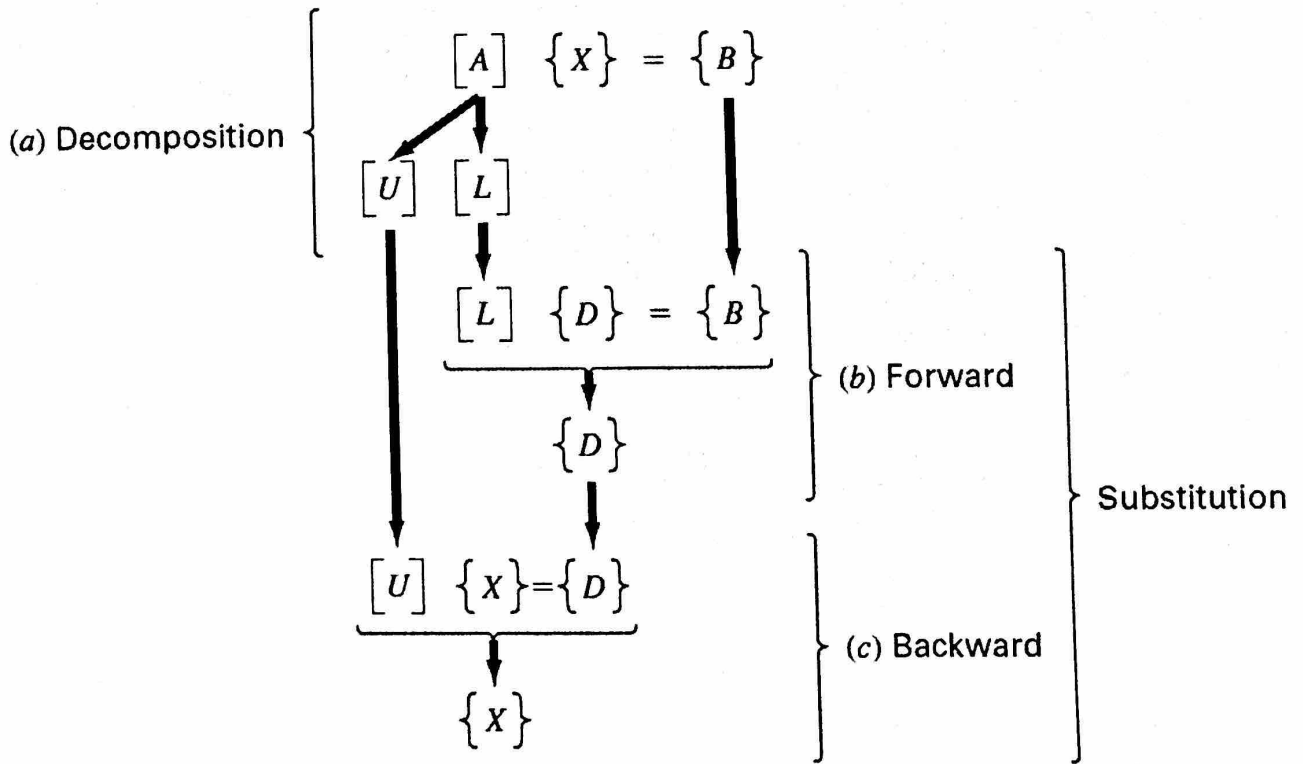 [A] {X} = {B}
(a) Decomposition
[U] [L]
[L] {D} = {B}
(b) Forward
{D}
Substitution
[U] {X}={D}
(c) Backward
{X}